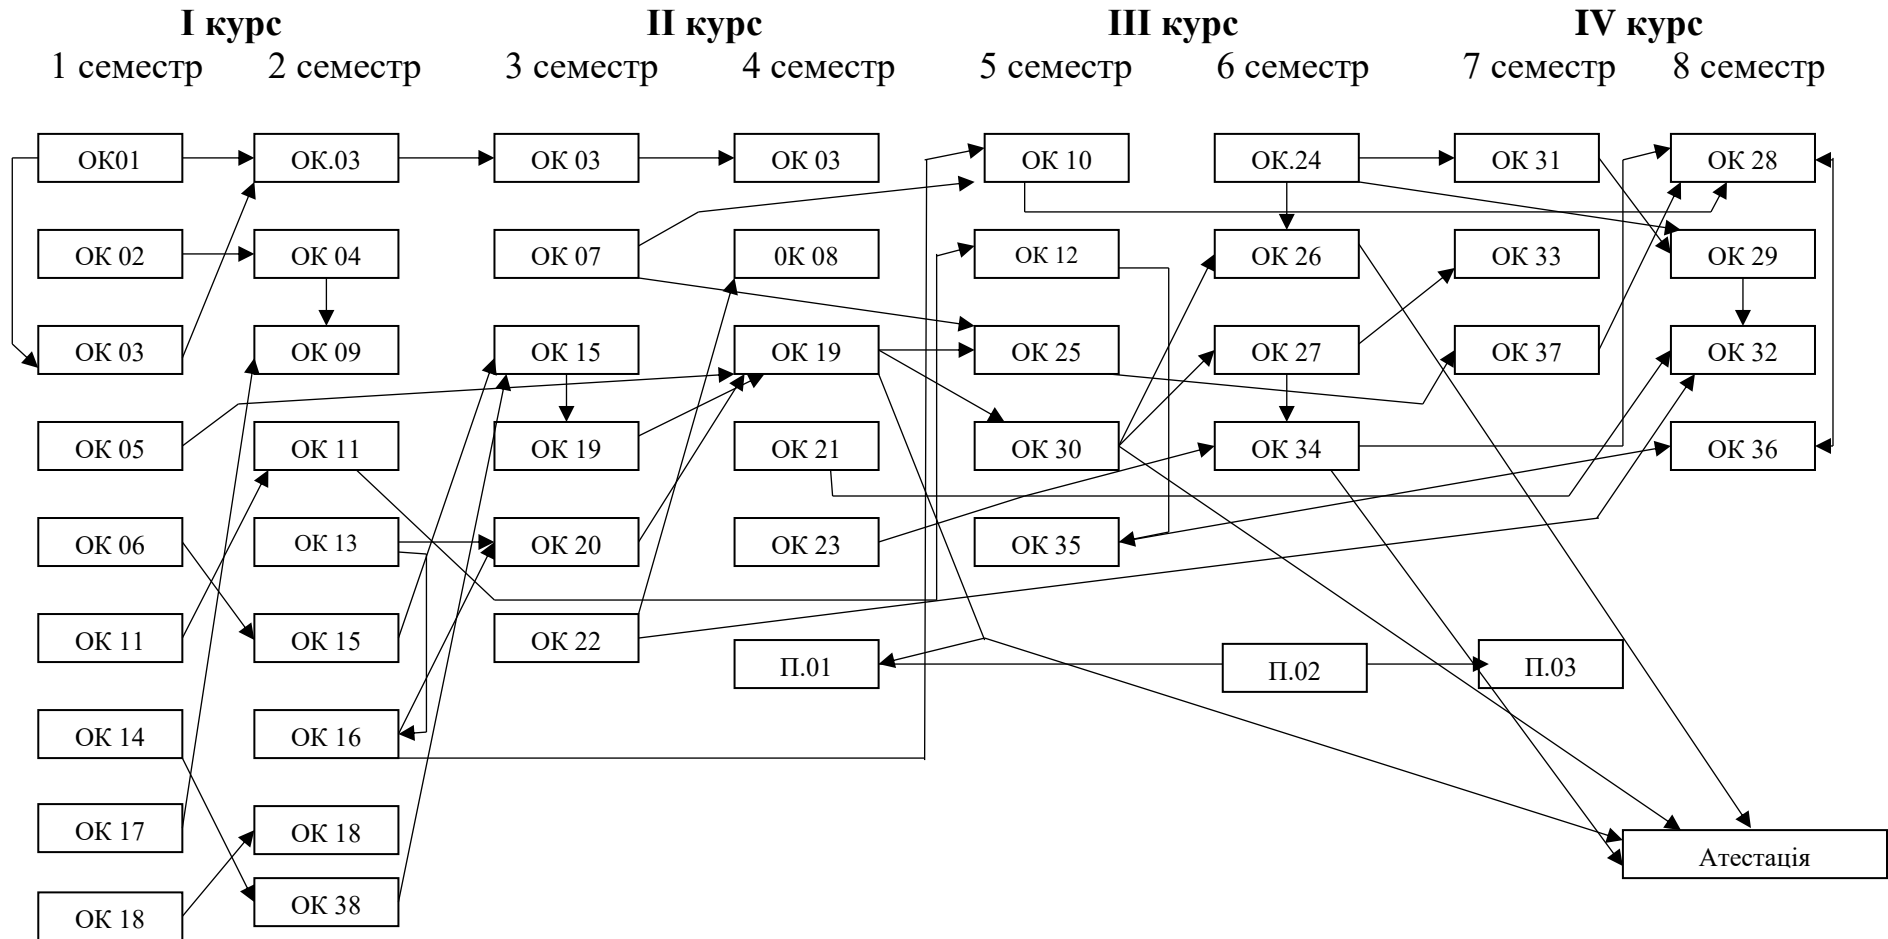 I курс II курс III курс IV курс
1 семестр 2 семестр 3 семестр 4 семестр 5 семестр 6 семестр 7 семестр 8 семестр
ОК01 ОК.03 ОК 03 ОК 03 ОК 10 ОК.24 ОК 31 ОК 28
ОК 02 ОК 04 ОК 07 0К 08 ОК 12 ОК 26 ОК 33 ОК 29
ОК 03 ОК 09 ОК 15 ОК 19 ОК 25 ОК 27 ОК 37 ОК 32
ОК 05 ОК 11 ОК 19 ОК 21 ОК 30 ОК 34 ОК 36
ОК 06 ОК 13 ОК 20 ОК 23 ОК 35
ОК 11 ОК 15 ОК 22 П.01 П.02 П.03
ОК 14 ОК 16
ОК 17 ОК 18 Атестація
ОК 18 ОК 38